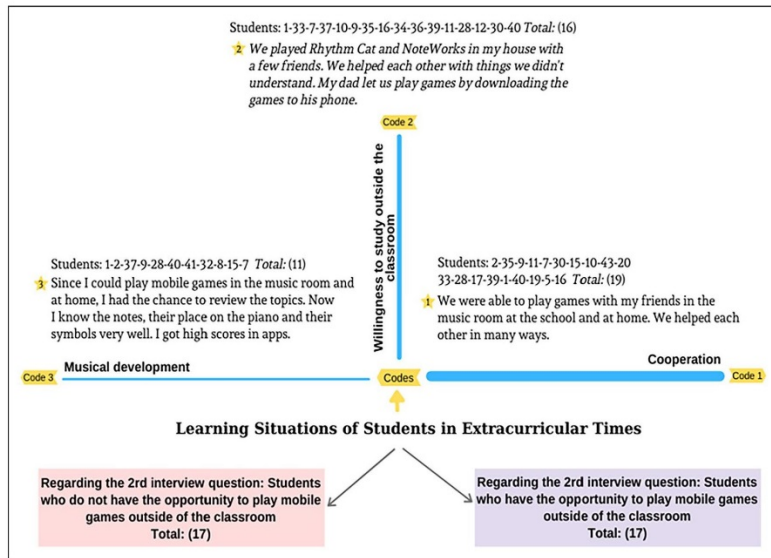 Students: 1-33-7-37-10-9-35-16-34-36-39-11-28-12-30-40 Total: (16)
2 We played Rhythm Cat and NoteWorks in my house with
a few friends. We helped each other with things we didn't
understand. My dad let us play games by downloading the
games to his phone.
Code 2
Willingness to study outside the
classroom
Students: 1-2-37-9-28-40-41-32-8-15-7 Total: (11)
3 Since I could play mobile games in the music room and
at home, I had the chance to review the topics. Now
I know the notes, their place on the piano and their
symbols very well. I got high scores in apps.
Students: 2-35-9-11-7-30-15-10-43-20
33-28-17-39-1-40-19-5-16 Total: (19)
1 We were able to play games with my friends in the
music room at the school and at home. We helped each
other in many ways.
Musical development
Cooperation
Code 3
Codes
Code 1
Learning Situations of Students in Extracurricular Times
Regarding the 2rd interview question: Students
who do not have the opportunity to play mobile
games outside of the classroom
Total: (17)
Regarding the 2rd interview question: Students
who have the opportunity to play mobile games
outside of the classroom
Total: (17)